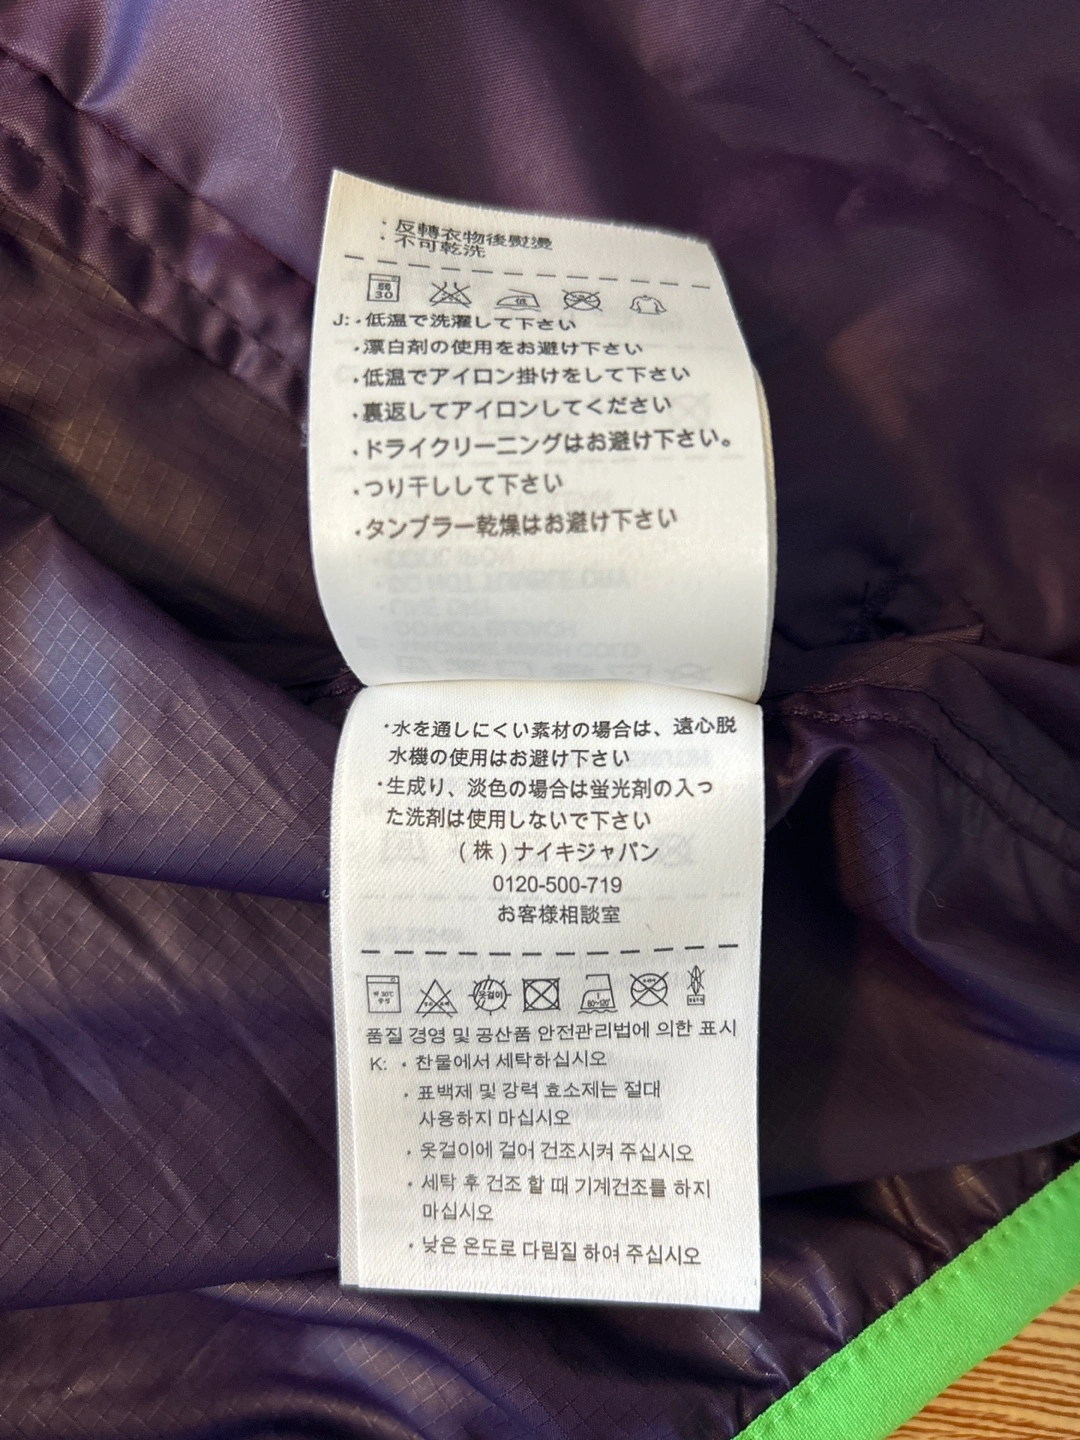 · 反轉衣物後熨燙
· 不可乾洗
弱
30
低
J: ·低温で洗濯して下さい
·漂白剤の使用をお避け下さい
·低温でアイロン掛けをして下さい
·裏返してアイロンしてください
·ドライクリーニングはお避け下さい。
·つり干しして下さい
·タンブラー乾燥はお避け下さい
·水を通しにくい素材の場合は、遠心脱
水機の使用はお避け下さい
·生成り、淡色の場合は蛍光剤の入っ
た洗剤は使用しないで下さい
(株)ナイキジャパン
0120-500-719
お客様相談室
약 30℃
중성
옷걸이
80~120℃
품질 경영 및 공산품 안전관리법에 의한 표시
K: · 찬물에서 세탁하십시오
· 표백제 및 강력 효소제는 절대
사용하지 마십시오
· 옷걸이에 걸어 건조시켜 주십시오
· 세탁 후 건조 할 때 기계건조를 하지
마십시오
· 낮은 온도로 다림질 하여 주십시오